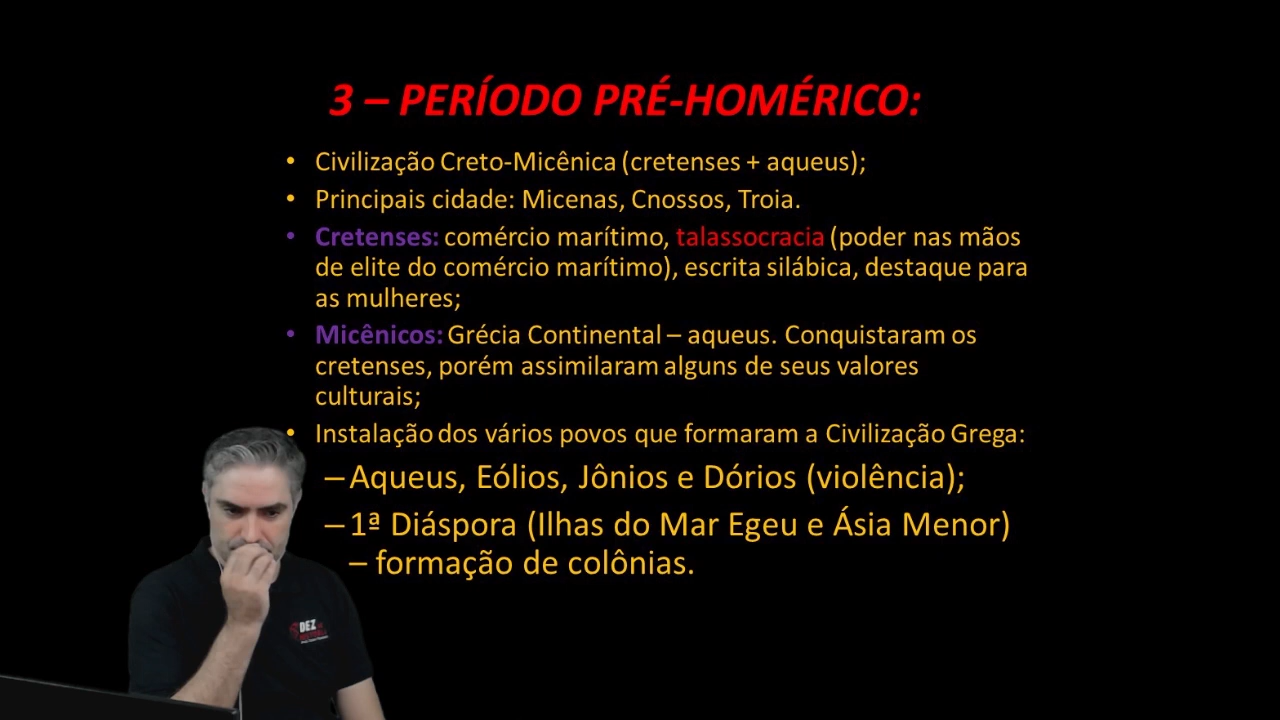 3 – PERÍODO PRÉ-HOMÉRICO:
• Civilização Creto-Micênica (cretenses + aqueus);
• Principais cidade: Micenas, Cnossos, Troia.
• Cretenses: comércio marítimo, talassocracia (poder nas mãos
de elite do comércio marítimo), escrita silábica, destaque para
as mulheres;
• Micênicos: Grécia Continental – aqueus. Conquistaram os
cretenses, porém assimilaram alguns de seus valores
culturais;
• Instalação dos vários povos que formaram a Civilização Grega:
– Aqueus, Eólios, Jônios e Dórios (violência);
– 1ª Diáspora (Ilhas do Mar Egeu e Ásia Menor)
– formação de colônias.
DEZ